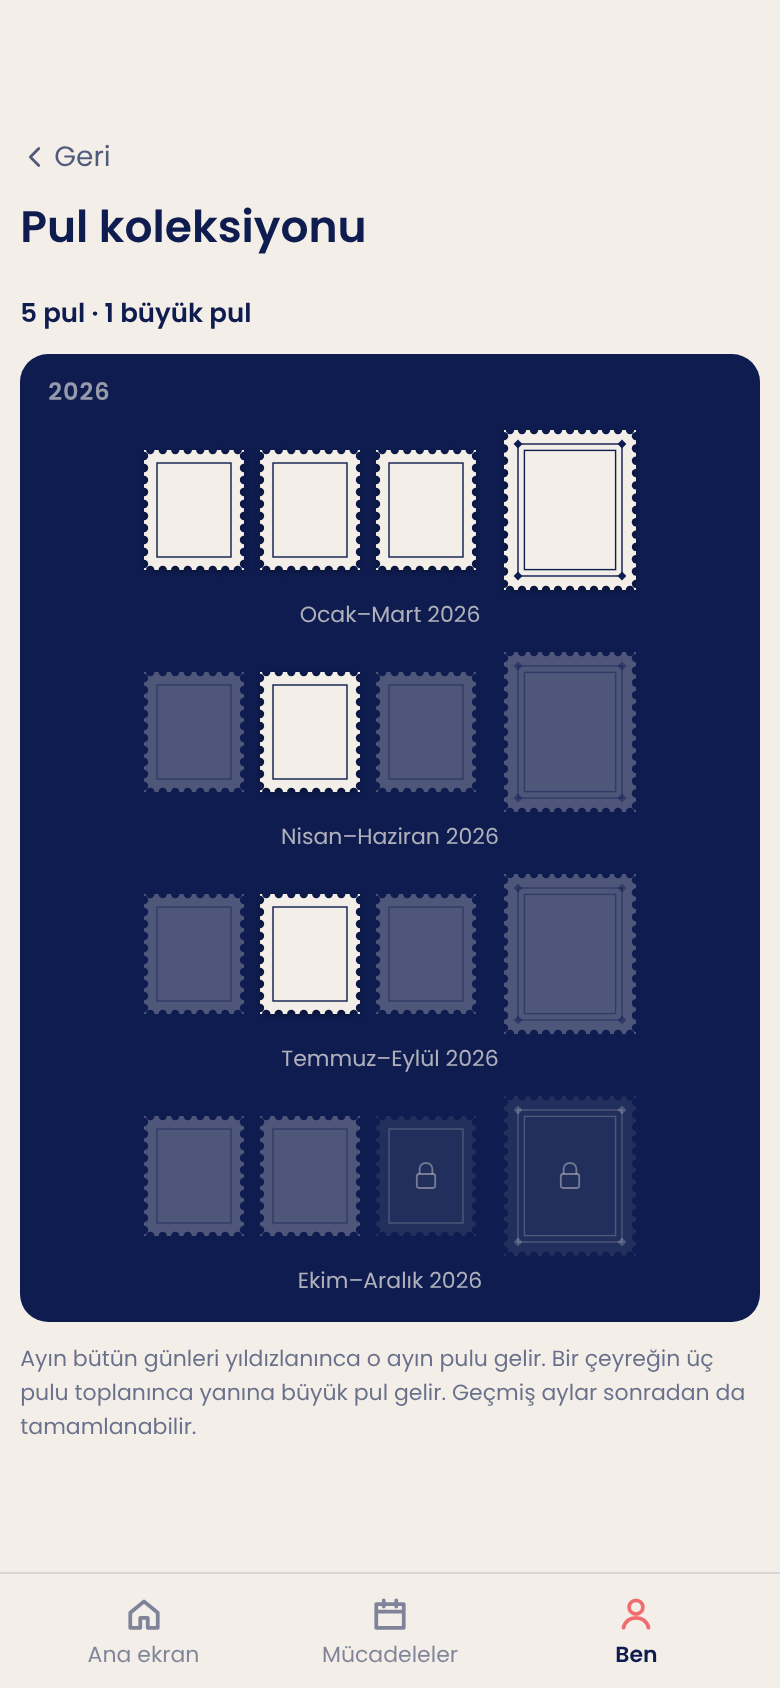 Geri
Pul koleksiyonu
5 pul · 1 büyük pul
2026
Ocak–Mart 2026
Nisan–Haziran 2026
Temmuz–Eylül 2026
Ekim–Aralık 2026
Ayın bütün günleri yıldızlanınca o ayın pulu gelir. Bir çeyreğin üç
pulu toplanınca yanına büyük pul gelir. Geçmiş aylar sonradan da
tamamlanabilir.
Ana ekran
Mücadeleler
Ben